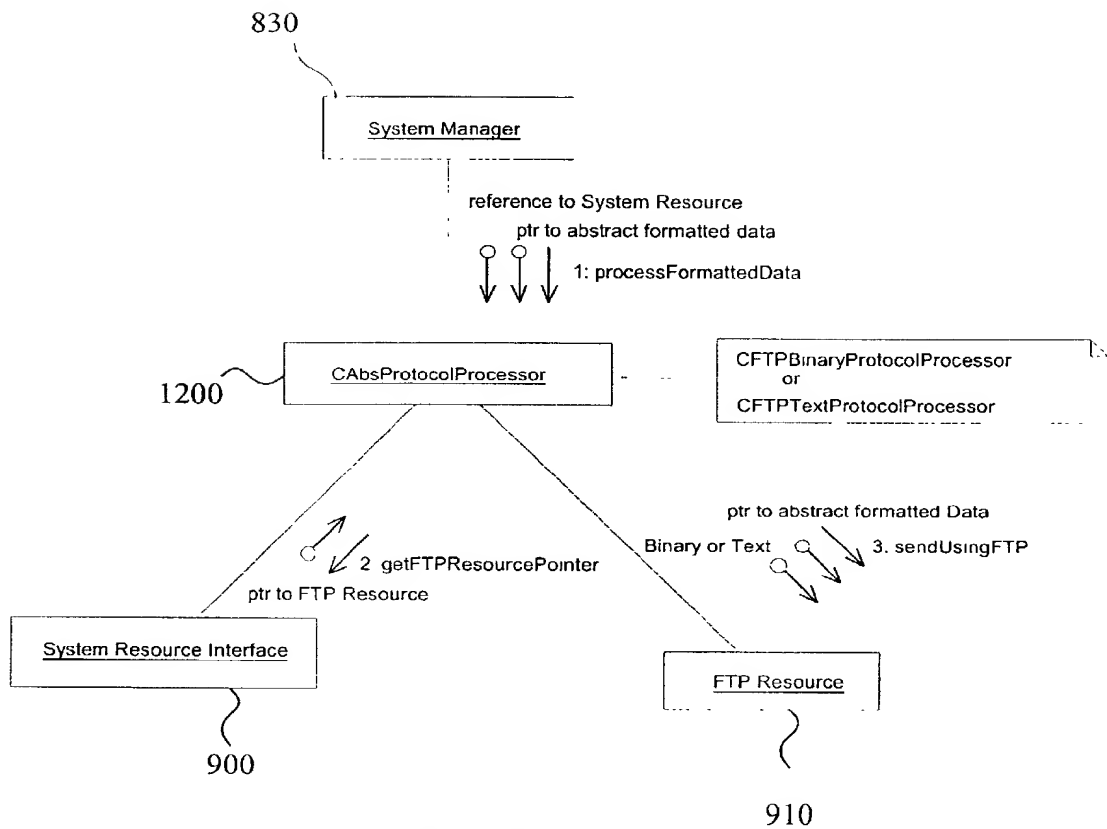 830
System Manager
reference to System Resource
ptr to abstract formatted data
1: processFormattedData
CAbsProtocolProcessor
1200
CFTPBinaryProtocolProcessor
or
CFTPTextProtocolProcessor
ptr to abstract formatted Data
Binary or Text
3. sendUsingFTP
2 getFTPResourcePointer
ptr to FTP Resource
System Resource Interface
FTP Resource
900
910